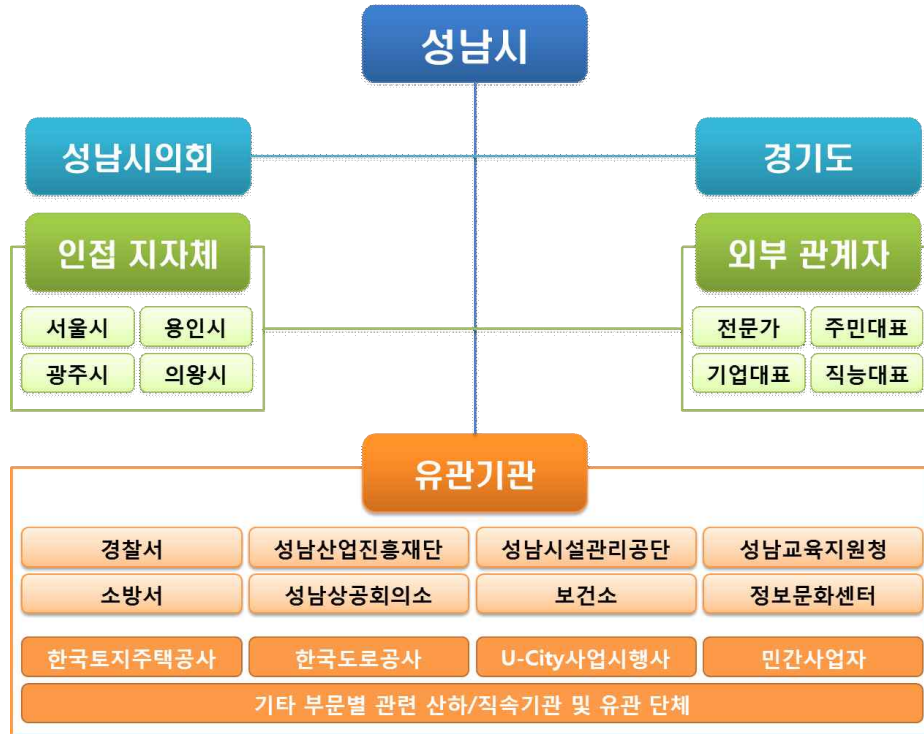 성남시
성남시의회 경기도
인접 지자체 외부 관계자
서울시 용인시 전문가 주민대표
광주시 의왕시 기업대표 직능대표
유관기관
경찰서 성남산업진흥재단 성남시설관리공단 성남교육지원청
소방서 성남상공회의소 보건소 정보문화센터
한국토지주택공사 한국도로공사 U-City사업시행사 민간사업자
기타 부문별 관련 산하/직속기관 및 유관 단체